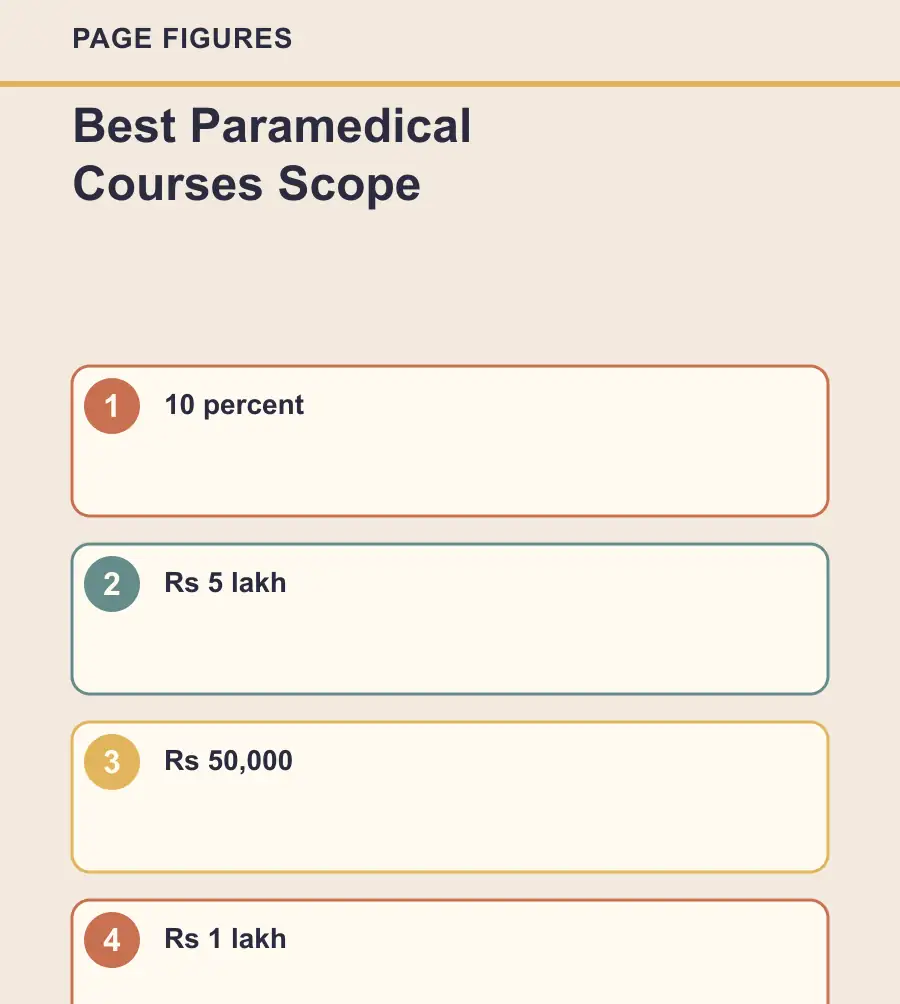 PAGE FIGURES
Best Paramedical
Courses Scope
1 10 percent
2 Rs 5 lakh
3 Rs 50,000
4 Rs 1 lakh